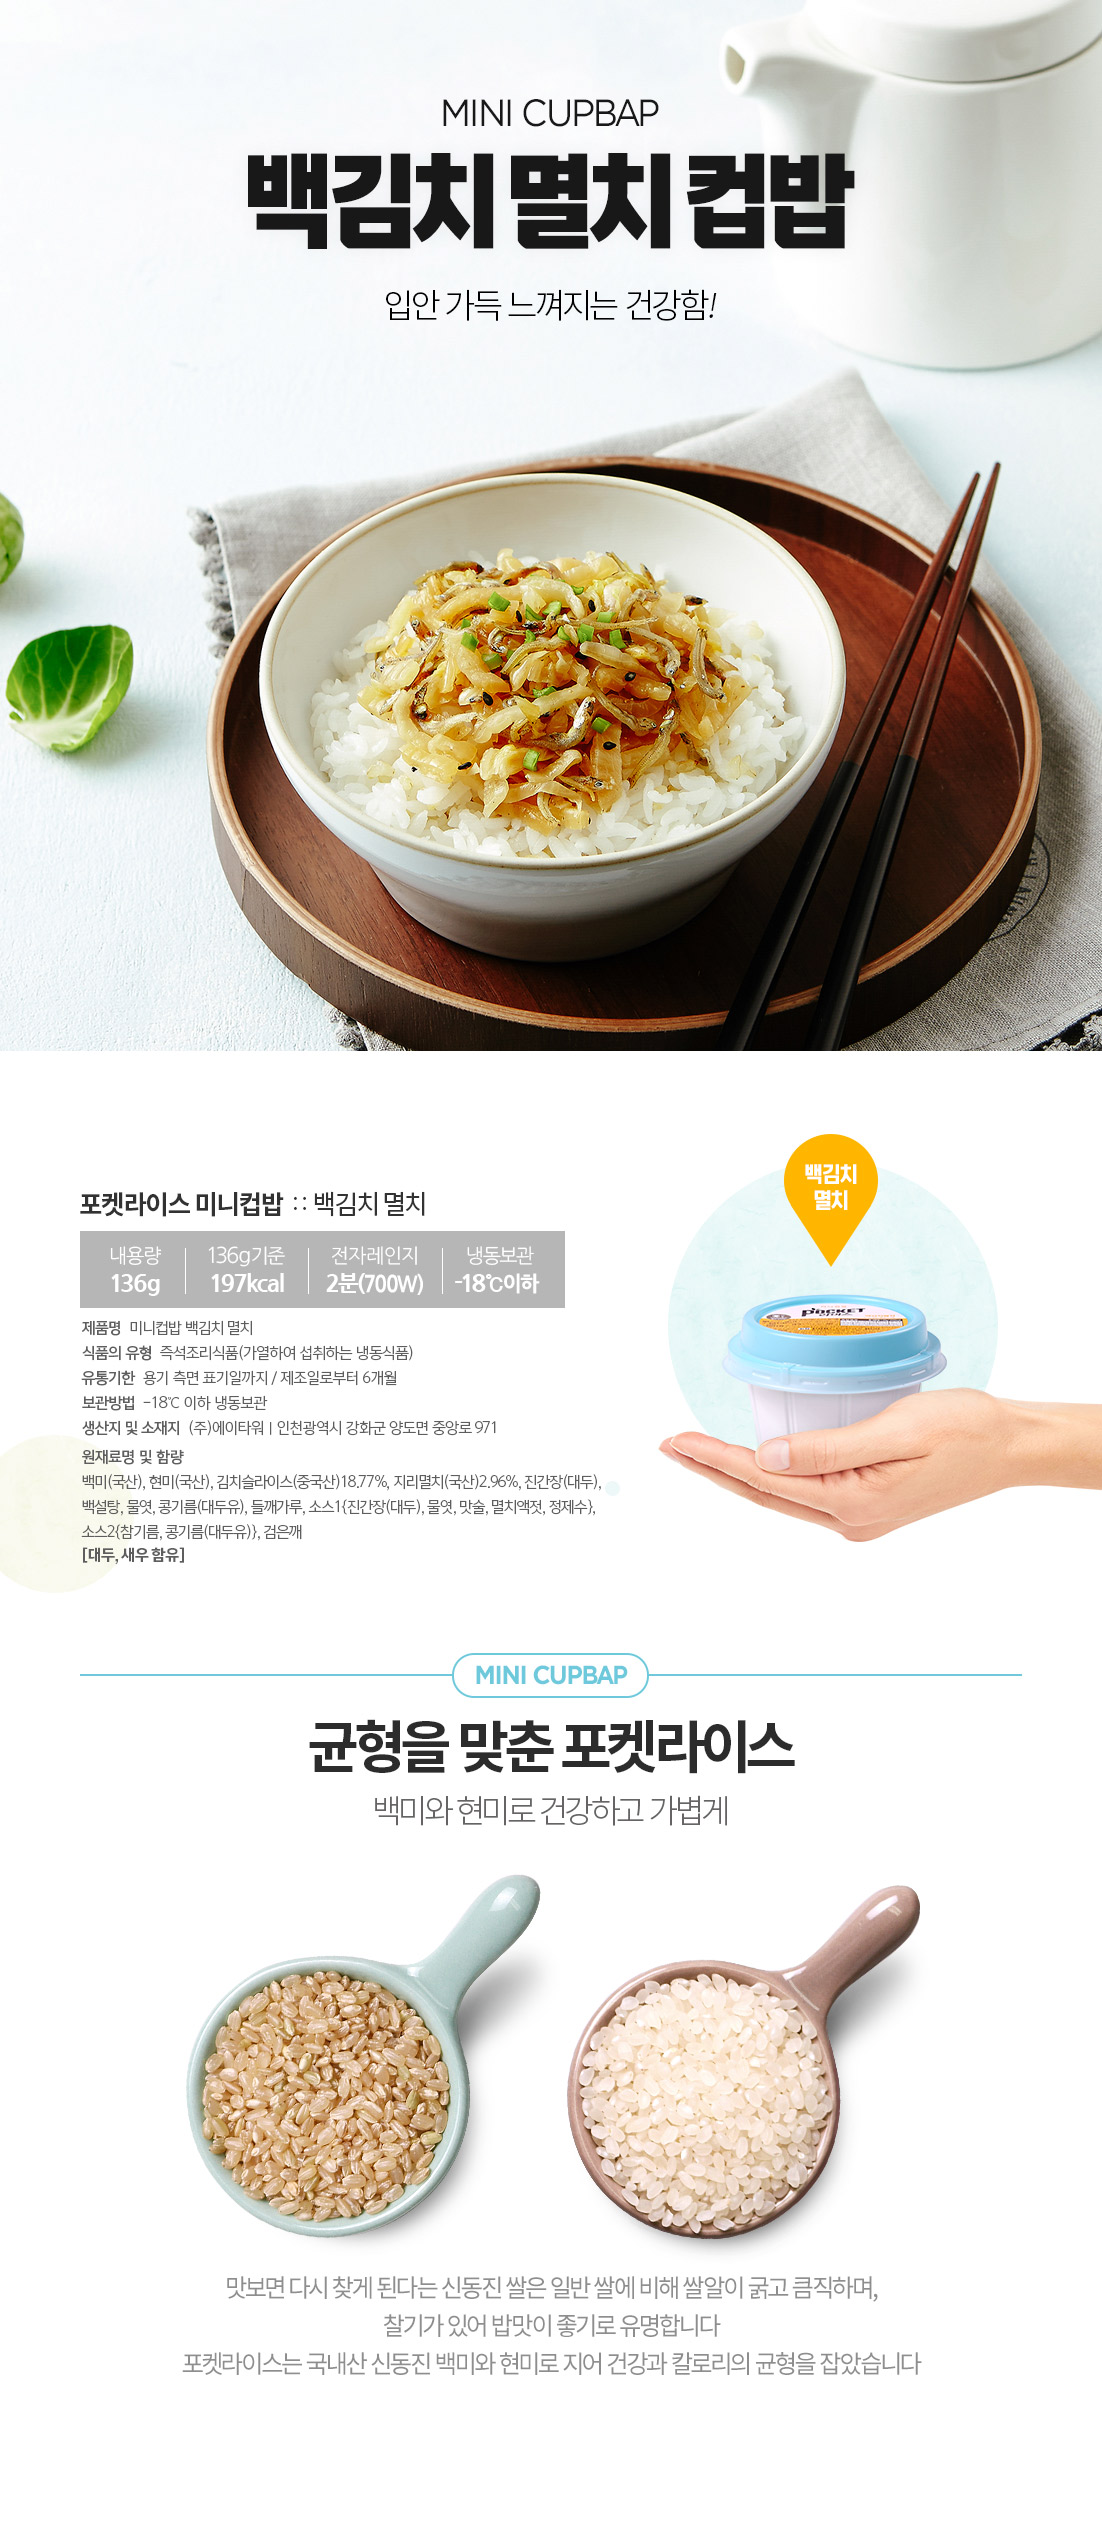 MINI CUPBAP
백김치 멸치 컵밥
입안 가득 느껴지는 건강함!
백김치
멸치
포켓라이스 미니컵밥 :: 백김치 멸치
내용량 136g기준 전자레인지 냉동보관
136g 197kcal 2분(700W) -18℃이하
제품명 미니컵밥 백김치 멸치
식품의 유형 즉석조리식품(가열하여 섭취하는 냉동식품)
유통기한 용기 측면 표기일까지 / 제조일로부터 6개월
보관방법 -18℃ 이하 냉동보관
생산지 및 소재지 (주)에이타워 | 인천광역시 강화군 양도면 중앙로 971
원재료명 및 함량
백미(국산), 현미(국산), 김치슬라이스(중국산)18.77%, 지리멸치(국산)2.96%, 진간장(대두),
백설탕, 물엿, 콩기름(대두유), 들깨가루, 소스1{진간장(대두), 물엿, 맛술, 멸치액젓, 정제수},
소스2{참기름, 콩기름(대두유)}, 검은깨
[대두, 새우 함유]
POCKET
MINI CUPBAP
균형을 맞춘 포켓라이스
백미와 현미로 건강하고 가볍게
맛보면 다시 찾게 된다는 신동진 쌀은 일반 쌀에 비해 쌀알이 굵고 큼직하며,
찰기가 있어 밥맛이 좋기로 유명합니다
포켓라이스는 국내산 신동진 백미와 현미로 지어 건강과 칼로리의 균형을 잡았습니다